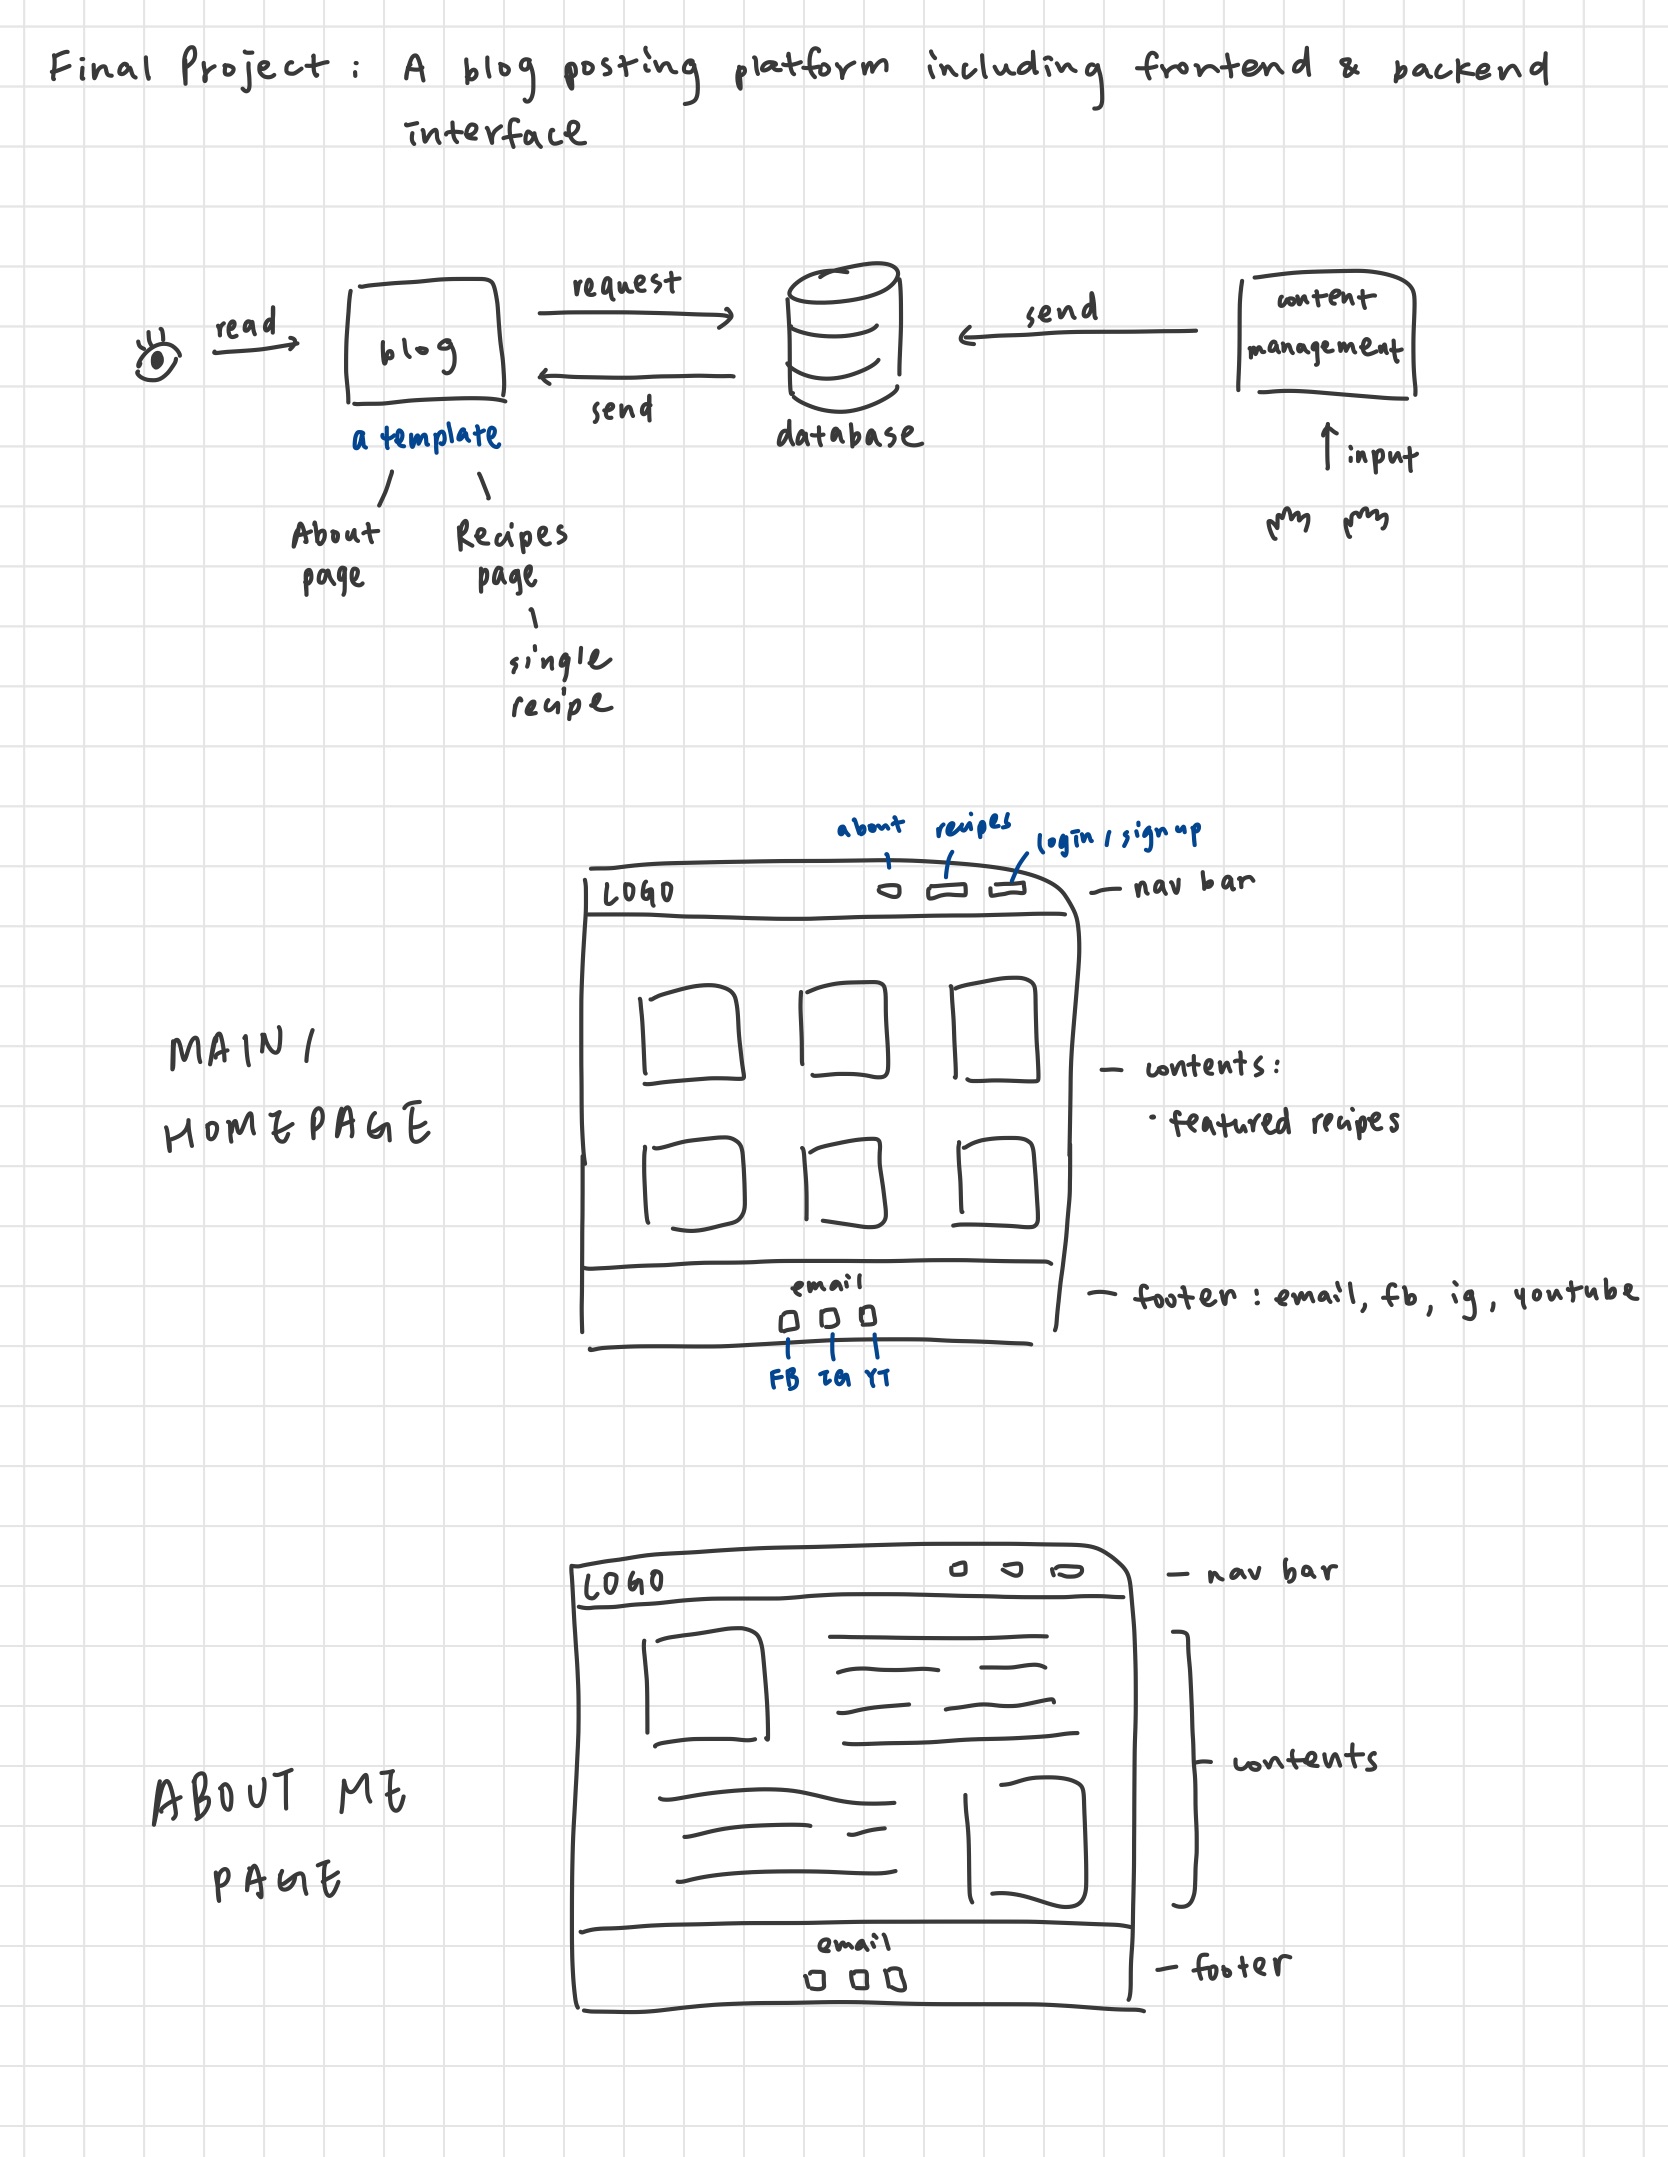 Final Project : A blog posting platform including frontend & backend
interface
read
blog
request
send
database
send
content
management
input
a template
About
page
Recipes
page
single
recipe
about
recipes
login / signup
LOGO
nav bar
MAIN /
HOMEPAGE
contents :
· featured recipes
email
footer : email, fb, ig, youtube
FB IG YT
LOGO
nav bar
contents
ABOUT ME
PAGE
email
footer